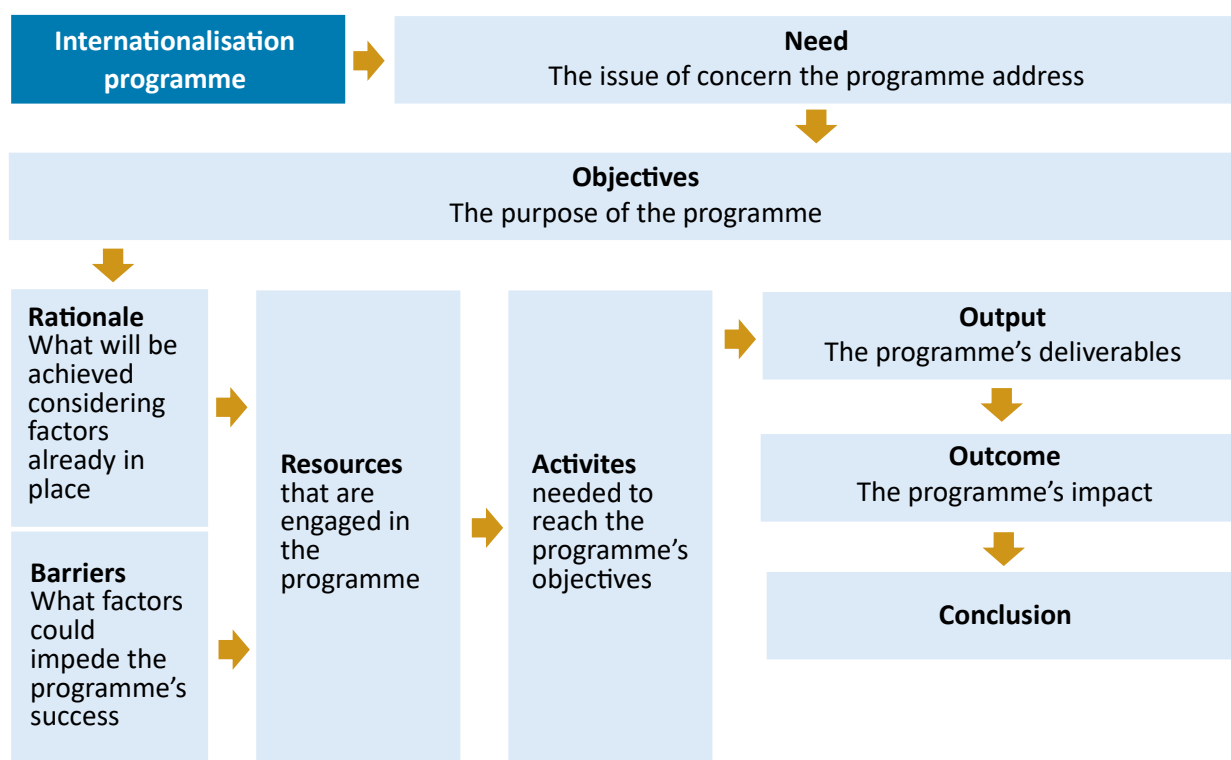 Internationalisation
programme
Need
The issue of concern the programme address
Objectives
The purpose of the programme
Rationale
What will be
achieved
considering
factors
already in
place
Barriers
What factors
could
impede the
programme’s
success
Resources
that are
engaged in
the
programme
Activites
needed to
reach the
programme’s
objectives
Output
The programme’s deliverables
Outcome
The programme’s impact
Conclusion